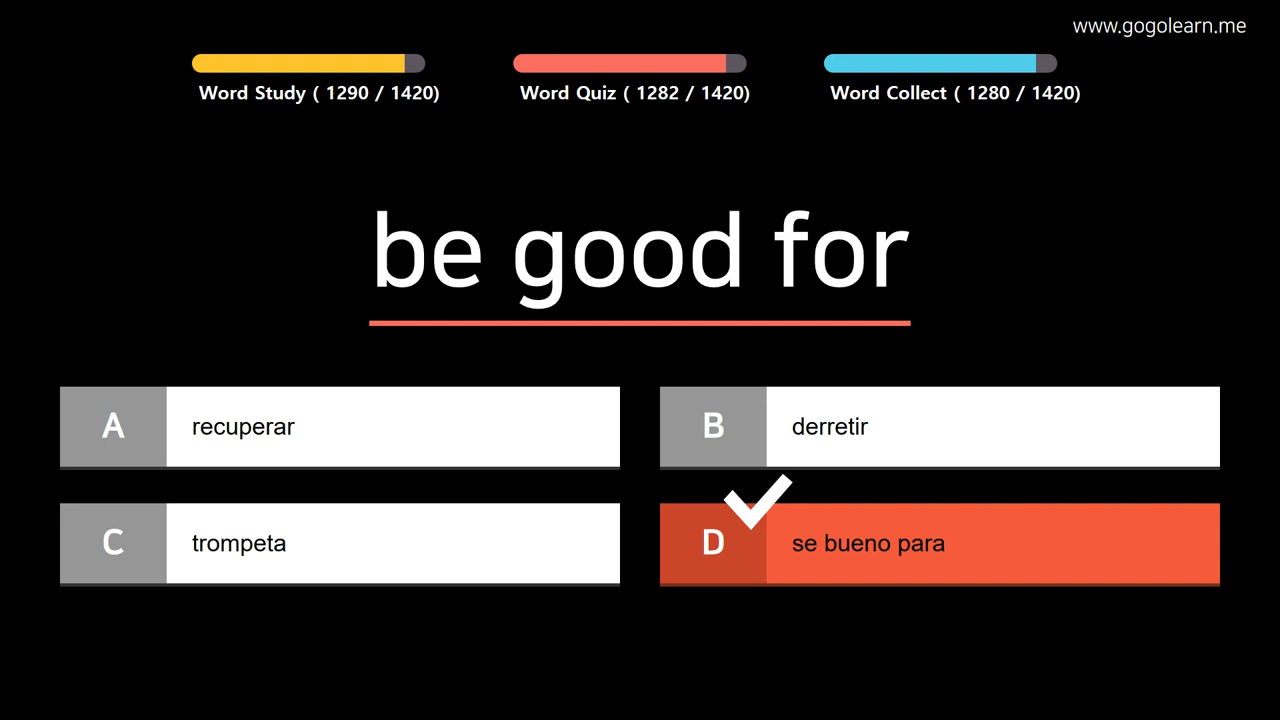 www.gogolearn.me
Word Study ( 1290 / 1420)
Word Quiz ( 1282 / 1420)
Word Collect ( 1280 / 1420)
be good for
A recuperar
B derretir
C trompeta
D se bueno para